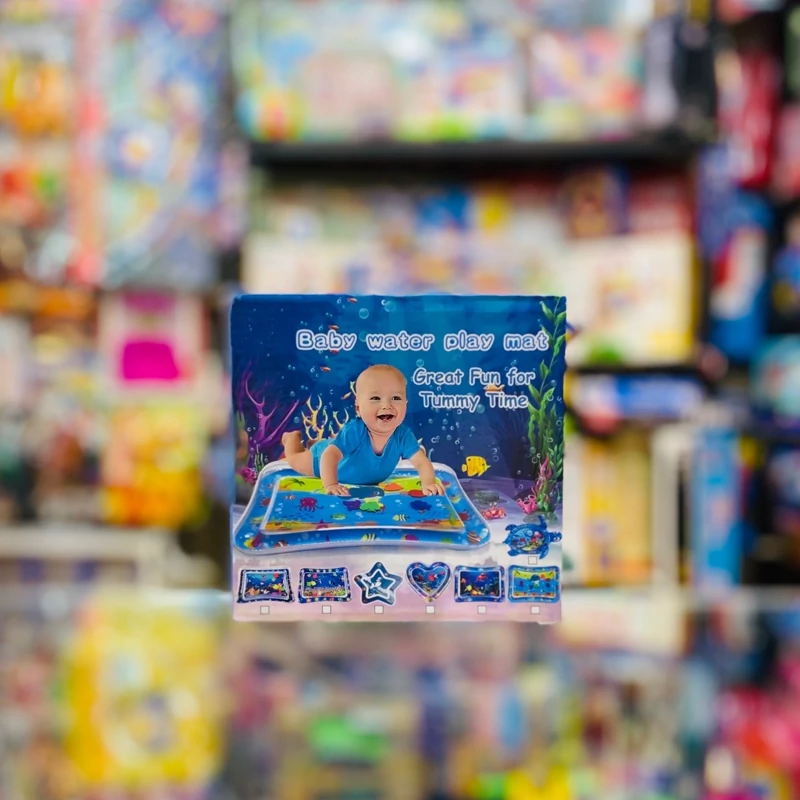 Baby water play mat
Great Fun for
Tummy Time